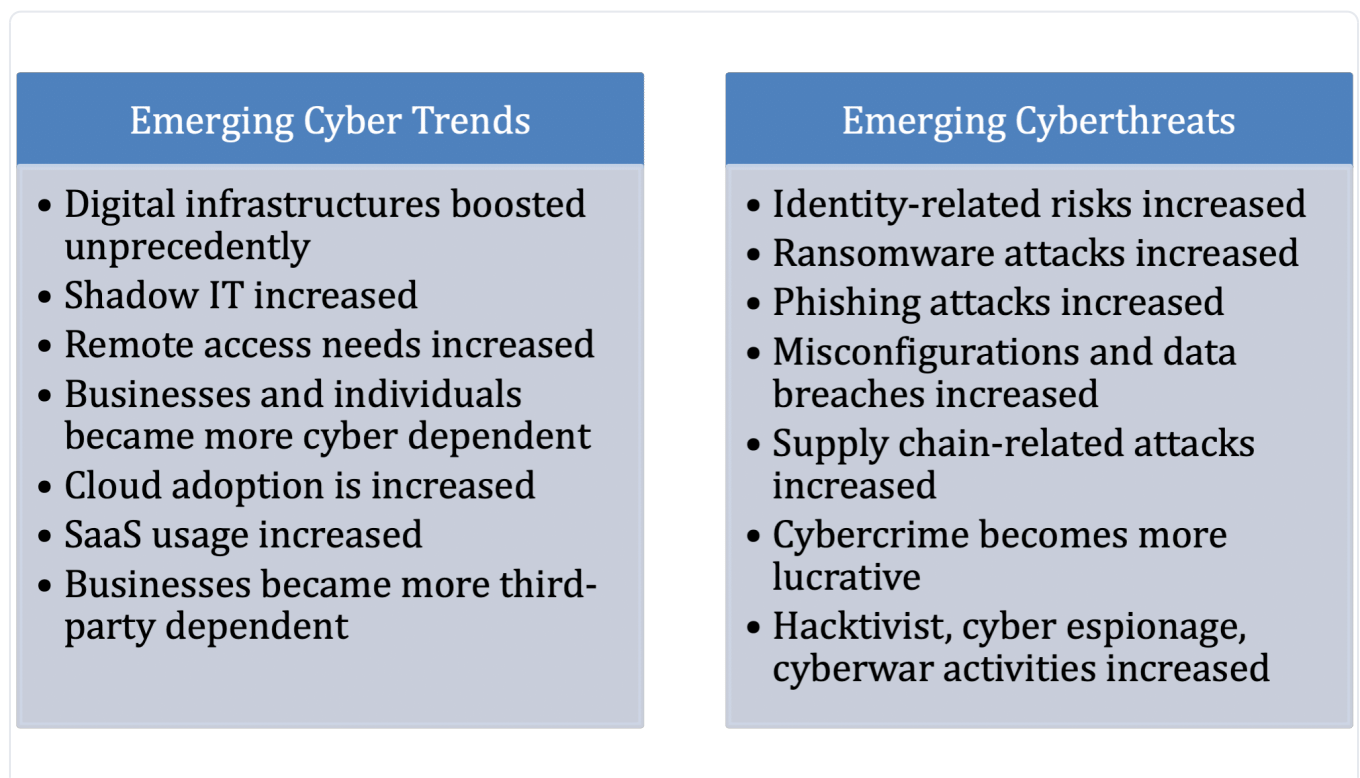 Emerging Cyber Trends
• Digital infrastructures boosted
unprecedently
• Shadow IT increased
• Remote access needs increased
• Businesses and individuals
became more cyber dependent
• Cloud adoption is increased
• SaaS usage increased
• Businesses became more third-
party dependent
Emerging Cyberthreats
• Identity-related risks increased
• Ransomware attacks increased
• Phishing attacks increased
• Misconfigurations and data
breaches increased
• Supply chain-related attacks
increased
• Cybercrime becomes more
lucrative
• Hacktivist, cyber espionage,
cyberwar activities increased